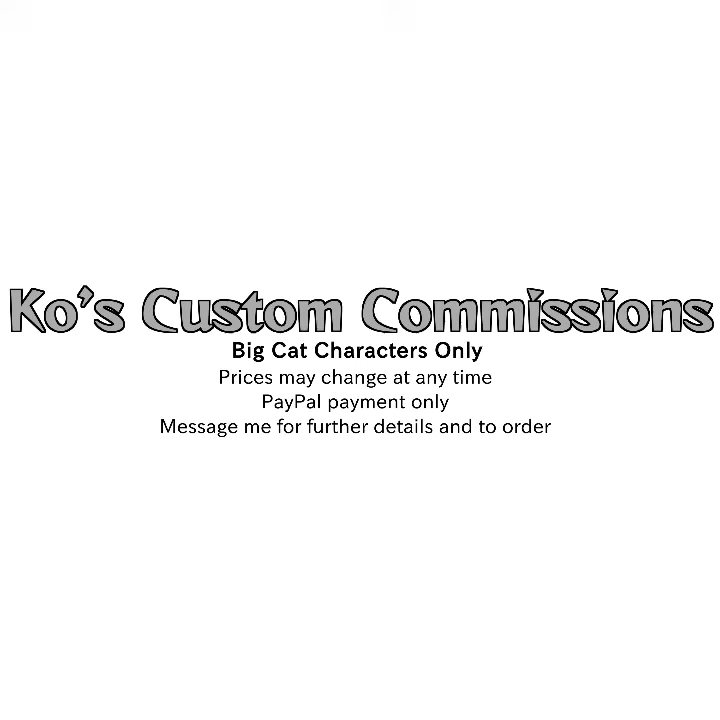 Ko's Custom Commissions
Big Cat Characters Only
Prices may change at any time
PayPal payment only
Message me for further details and to order